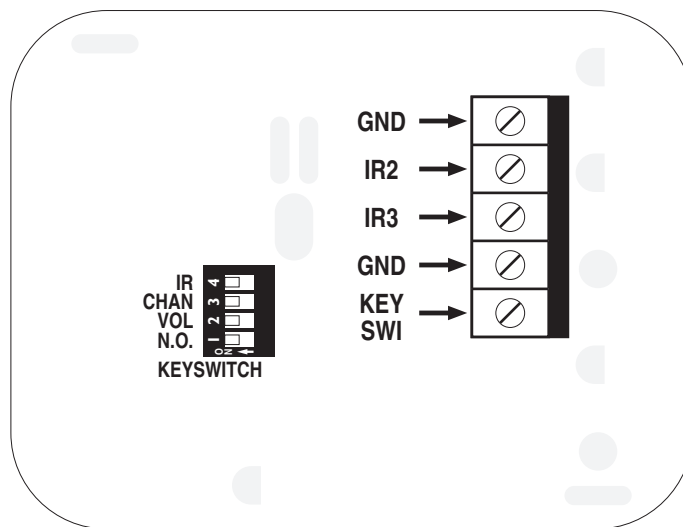 GND
IR2
IR3
GND
KEY
SWI
IR 4
CHAN 3
VOL 2
N.O. 1
ON
KEYSWITCH